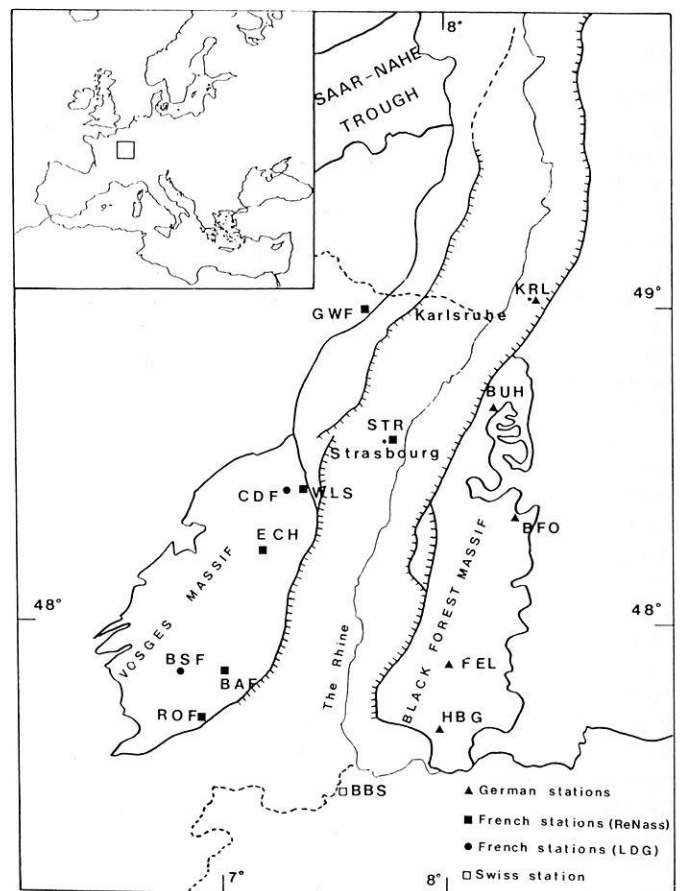 8°
SAAR-NAHE
TROUGH
KRL
49°
GWF
Karlsruhe
BUH
STR
Strasbourg
CDF
WLS
BFO
ECH
48°
48°
VOSGES MASSIF
BLACK FOREST MASSIF
The Rhine
BSF
BAF
FEL
ROF
HBG
BBS
German stations
French stations (ReNass)
French stations (LDG)
Swiss station
7°
8°